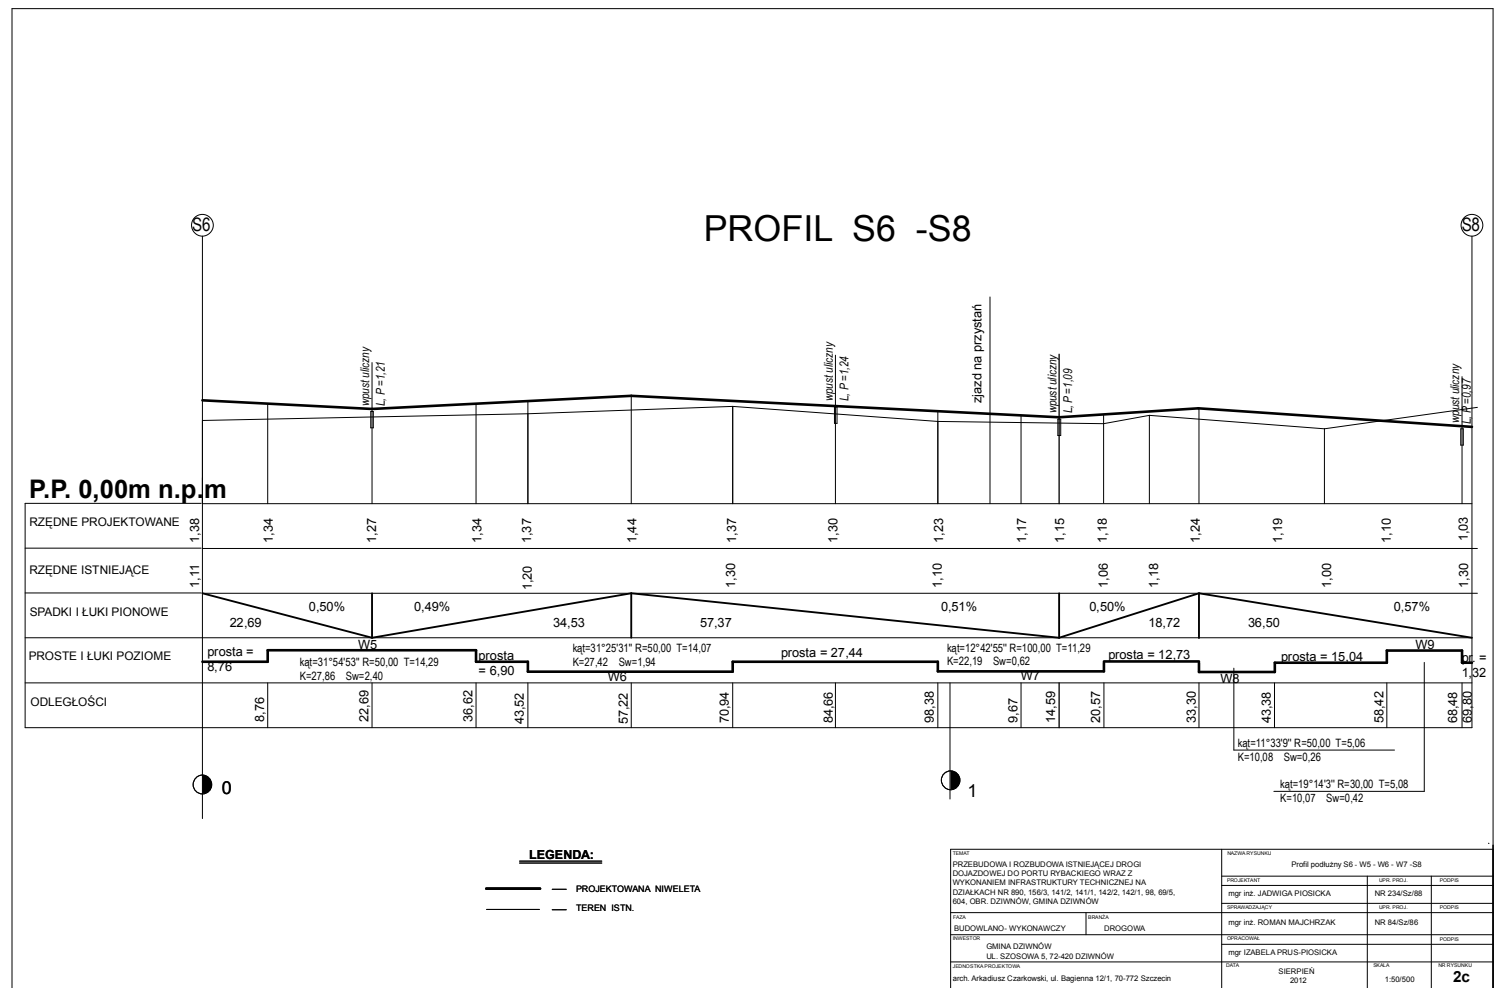 PROFIL S6 -S8
S6
S8
wpust uliczny
L, P =1,21
wpust uliczny
L, P =1,24
zjazd na przystań
wpust uliczny
L, P =1,09
wpust uliczny
L, P =0,97
P.P. 0,00m n.p.m
RZĘDNE PROJEKTOWANE 1,38 1,34 1,27 1,34 1,37 1,44 1,37 1,30 1,23 1,17 1,15 1,18 1,24 1,19 1,10 1,03
RZĘDNE ISTNIEJĄCE 1,11 1,20 1,30 1,10 1,06 1,18 1,00 1,30
SPADKI I ŁUKI PIONOWE
0,50% 0,49% 0,51% 0,50% 0,57%
22,69 34,53 57,37 18,72 36,50
PROSTE I ŁUKI POZIOME
prosta =
8,76
W5
kąt=31°54'53" R=50,00 T=14,29
K=27,86 Sw=2,40
prosta
= 6,90
kąt=31°25'31" R=50,00 T=14,07
K=27,42 Sw=1,94
W6
prosta = 27,44
kąt=12°42'55" R=100,00 T=11,29
K=22,19 Sw=0,62
W7
prosta = 12,73
W8
prosta = 15,04
W9
pr. =
1,32
ODLEGŁOŚCI 8,76 22,69 36,62 43,52 57,22 70,94 84,66 98,38 9,67 14,59 20,57 33,30 43,38 58,42 68,48 69,80
kąt=11°33'9" R=50,00 T=5,06
K=10,08 Sw=0,26
kąt=19°14'3" R=30,00 T=5,08
K=10,07 Sw=0,42
0
1
LEGENDA:
PROJEKTOWANA NIWELETA
TEREN ISTN.
TEMAT
PRZEBUDOWA I ROZBUDOWA ISTNIEJĄCEJ DROGI
DOJAZDOWEJ DO PORTU RYBACKIEGO WRAZ Z
WYKONANIEM INFRASTRUKTURY TECHNICZNEJ NA
DZIAŁKACH NR 890, 156/3, 141/2, 141/1, 142/2, 142/1, 98, 69/5,
604, OBR. DZIWNÓW, GMINA DZIWNÓW
FAZA
BUDOWLANO- WYKONAWCZY
BRANŻA
DROGOWA
INWESTOR
GMINA DZIWNÓW
UL. SZOSOWA 5, 72-420 DZIWNÓW
JEDNOSTKA PROJEKTOWA
arch. Arkadiusz Czarkowski, ul. Bagienna 12/1, 70-772 Szczecin
NAZWA RYSUNKU
Profil podłużny S6 - W5 - W6 - W7 -S8
PROJEKTANT UPR. PROJ. PODPIS
mgr inż. JADWIGA PIOSICKA NR 234/Sz/88
SPRAWDZAJĄCY UPR. PROJ. PODPIS
mgr inż. ROMAN MAJCHRZAK NR 84/Sz/86
OPRACOWAŁ PODPIS
mgr IZABELA PRUS-PIOSICKA
DATA SKALA NR RYSUNKU
SIERPIEŃ
2012
1:50/500
2c